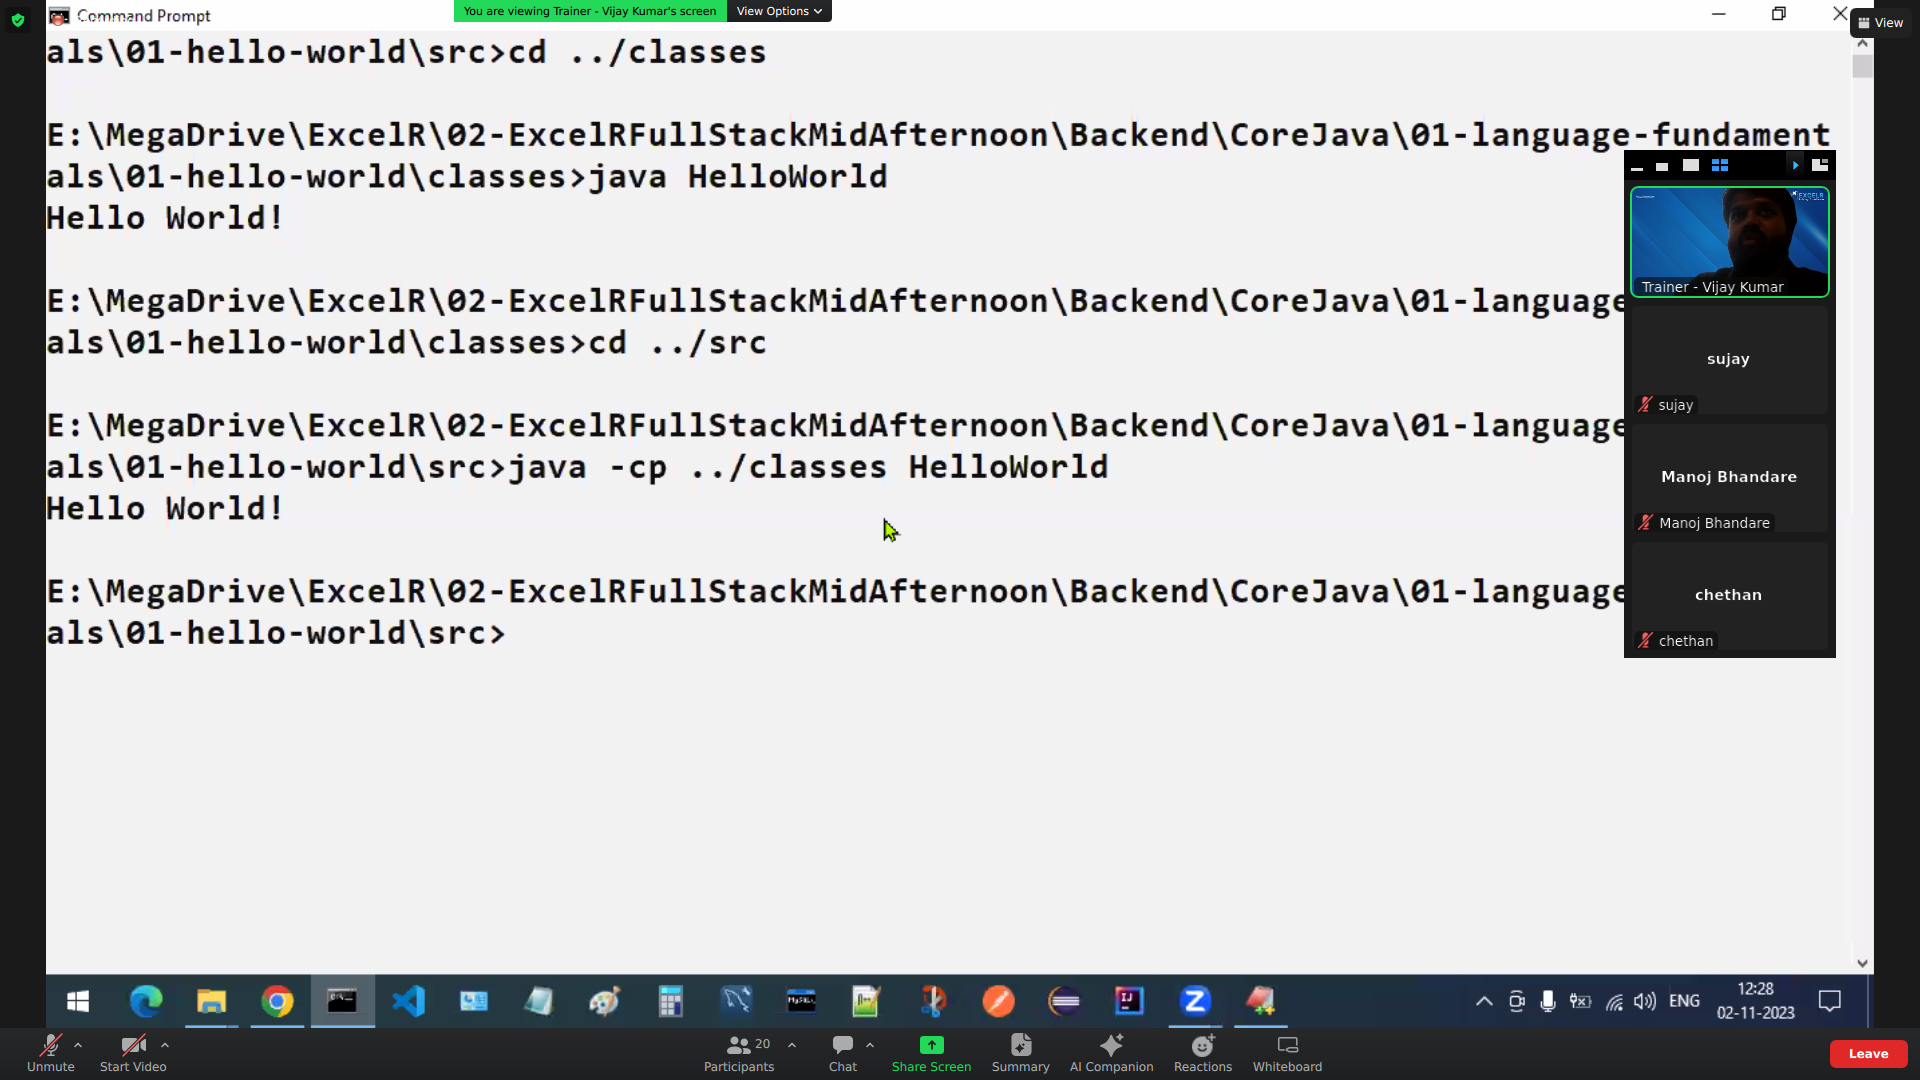 Command Prompt
You are viewing Trainer - Vijay Kumar's screen
View Options
View
als\01-hello-world\src>cd ../classes
E:\MegaDrive\ExcelR\02-ExcelRFullStackMidAfternoon\Backend\CoreJava\01-language-fundament
als\01-hello-world\classes>java HelloWorld
Hello World!
E:\MegaDrive\ExcelR\02-ExcelRFullStackMidAfternoon\Backend\CoreJava\01-language
als\01-hello-world\classes>cd ../src
E:\MegaDrive\ExcelR\02-ExcelRFullStackMidAfternoon\Backend\CoreJava\01-language
als\01-hello-world\src>java -cp ../classes HelloWorld
Hello World!
E:\MegaDrive\ExcelR\02-ExcelRFullStackMidAfternoon\Backend\CoreJava\01-language
als\01-hello-world\src>
EXCELR
Trainer - Vijay Kumar
sujay
sujay
Manoj Bhandare
Manoj Bhandare
chethan
chethan
ENG
12:28
02-11-2023
Unmute
Start Video
Participants
20
Chat
Share Screen
Summary
AI Companion
Reactions
Whiteboard
Leave